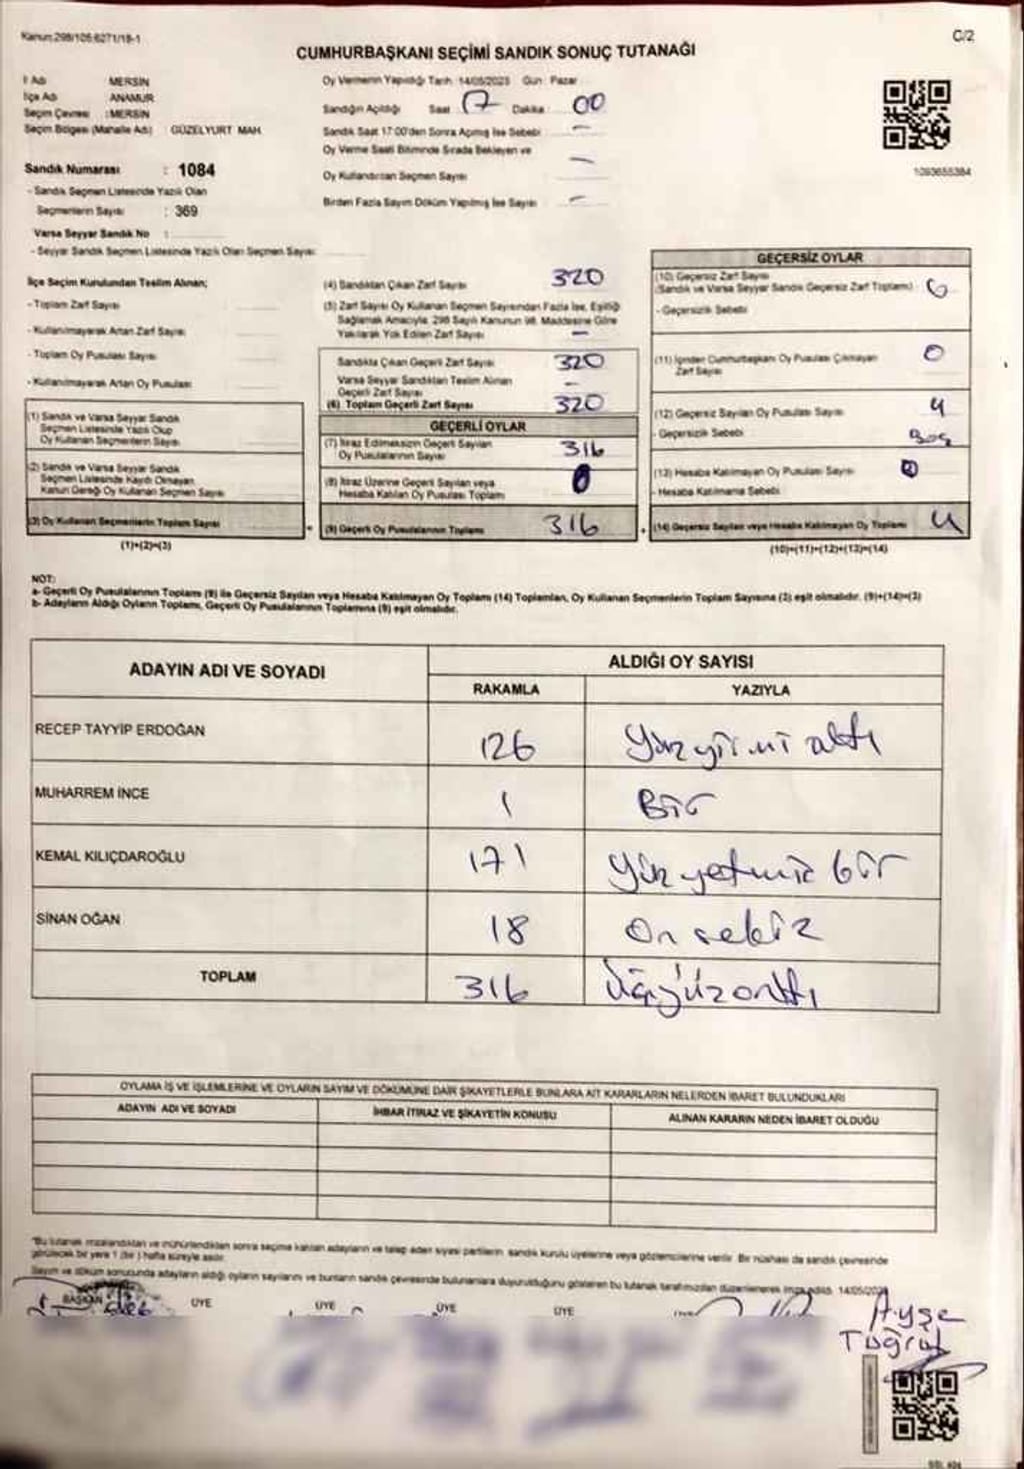 Kanun:298/105.6271/18-1
C/2
CUMHURBAŞKANI SEÇİMİ SANDIK SONUÇ TUTANAĞI
İl Adı MERSİN
İlçe Adı ANAMUR
Seçim Çevresi : MERSİN
Seçim Bölgesi (Mahalle Adı) : GÜZELYURT MAH.
Sandık Numarası : 1084
- Sandık Seçmen Listesinde Yazılı Olan
Seçmenlerin Sayısı : 369
Varsa Seyyar Sandık No :
- Seyyar Sandık Seçmen Listesinde Yazılı Olan Seçmen Sayısı
Oy Vermenin Yapıldığı Tarih: 14/05/2023 Gün : Pazar
Sandığın Açıldığı Saat 17 Dakika : 00
Sandık Saat 17:00'den Sonra Açılmış İse Sebebi : -
Oy Verme Saati Bitiminde Sırada Bekleyen ve
Oy Kullandırılan Seçmen Sayısı -
Birden Fazla Sayım Döküm Yapılmış İse Sayısı -
1093655384
İlçe Seçim Kurulundan Teslim Alınan;
- Toplam Zarf Sayısı
- Kullanılmayarak Artan Zarf Sayısı
- Toplam Oy Pusulası Sayısı
- Kullanılmayarak Artan Oy Pusulası
(1) Sandık ve Varsa Seyyar Sandık
Seçmen Listesinde Yazılı Olup
Oy Kullanan Seçmenlerin Sayısı
(2) Sandık ve Varsa Seyyar Sandık
Seçmen Listesinde Kayıtlı Olmayan
Kanun Gereği Oy Kullanan Seçmen Sayısı
(3) Oy Kullanan Seçmenlerin Toplam Sayısı
(1)+(2)=(3)
(4) Sandıktan Çıkan Zarf Sayısı 320
(5) Zarf Sayısı Oy Kullanan Seçmen Sayısından Fazla İse, Eşitliği
Sağlamak Amacıyla, 298 Sayılı Kanunun 98. Maddesine Göre
Yakılarak Yok Edilen Zarf Sayısı -
Sandıkta Çıkan Geçerli Zarf Sayısı 320
Varsa Seyyar Sandıktan Teslim Alınan
Geçerli Zarf Sayısı -
(6) Toplam Geçerli Zarf Sayısı 320
GEÇERLİ OYLAR
(7) İtiraz Edilmeksizin Geçerli Sayılan
Oy Pusulalarının Sayısı 316
(8) İtiraz Üzerine Geçerli Sayılan veya
Hesaba Katılan Oy Pusulası Toplamı 0
= (9) Geçerli Oy Pusulalarının Toplamı 316
GEÇERSİZ OYLAR
(10) Geçersiz Zarf Sayısı
(Sandık ve Varsa Seyyar Sandık Geçersiz Zarf Toplamı)
- Geçersizlik Sebebi
(11) İçinden Cumhurbaşkanı Oy Pusulası Çıkmayan
Zarf Sayısı 0
(12) Geçersiz Sayılan Oy Pusulası Sayısı 4
- Geçersizlik Sebebi Boş
(13) Hesaba Katılmayan Oy Pusulası Sayısı
- Hesaba Katılmama Sebebi
+ (14) Geçersiz Sayılan veya Hesaba Katılmayan Oy Toplamı 4
(10)+(11)+(12)+(13)=(14)
NOT:
a- Geçerli Oy Pusulalarının Toplamı (9) ile Geçersiz Sayılan veya Hesaba Katılmayan Oy Toplamı (14) Toplamları, Oy Kullanan Seçmenlerin Toplam Sayısına (3) eşit olmalıdır. (9)+(14)=(3)
b- Adayların Aldığı Oyların Toplamı, Geçerli Oy Pusulalarının Toplamına (9) eşit olmalıdır.
ADAYIN ADI VE SOYADI ALDIĞI OY SAYISI
RAKAMLA YAZIYLA
RECEP TAYYİP ERDOĞAN 126 Yüzyirmi altı
MUHARREM İNCE 1 Bir
KEMAL KILIÇDAROĞLU 171 Yüz yetmiş bir
SİNAN OĞAN 18 On sekiz
TOPLAM 316 Üçyüzonaltı
OYLAMA İŞ VE İŞLEMLERİNE VE OYLARIN SAYIM VE DÖKÜMÜNE DAİR ŞİKAYETLERLE BUNLARA AİT KARARLARIN NELERDEN İBARET BULUNDUKLARI
ADAYIN ADI VE SOYADI İHBAR İTİRAZ VE ŞİKAYETİN KONUSU ALINAN KARARIN NEDEN İBARET OLDUĞU
"Bu tutanak imzalandıktan ve mühürlendikten sonra seçime katılan adayların ve talep eden siyasi partilerin sandık kurulu üyelerine veya gözlemcilerine verilir. Bir nüshası da sandık çevresinde
görülecek bir yere 1 (bir) hafta süreyle asılır.
Sayım ve döküm sonucunda adayların aldığı oyların sayılarını ve bunların sandık çevresinde bulunanlara duyurulduğunu gösteren bu tutanak tarafımızdan düzenlenerek imza edildi. 14/05/2023
BAŞKAN ÜYE ÜYE ÜYE ÜYE ÜYE
Ayşe